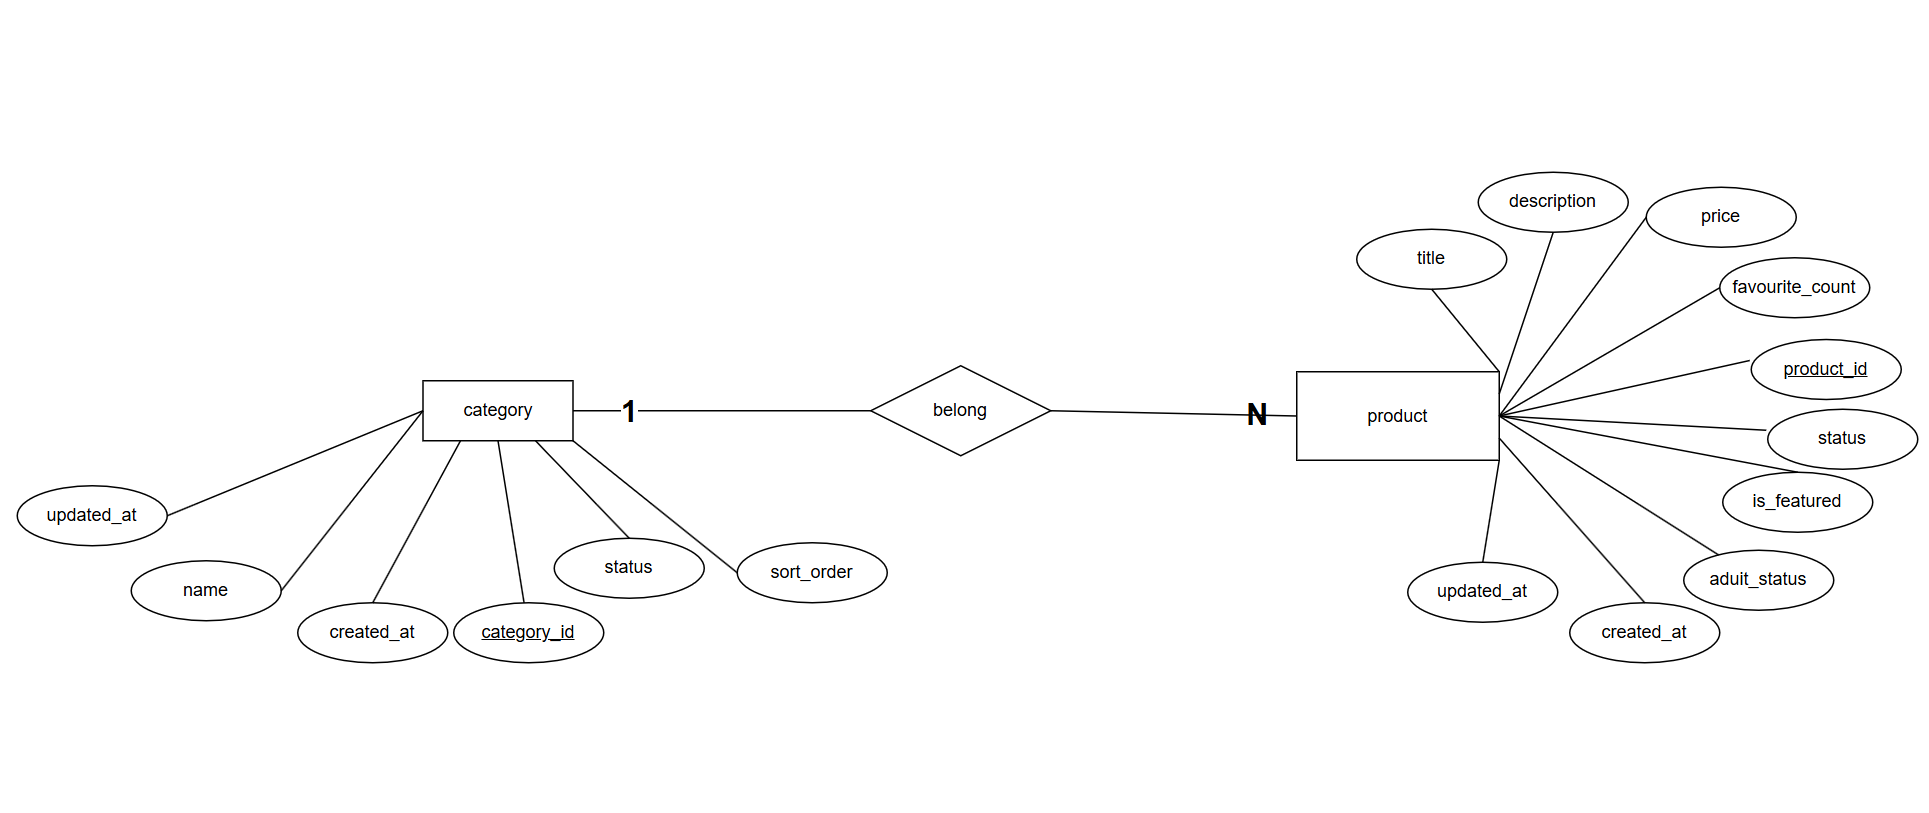 description
price
title
favourite_count
product_id
category
1
belong
N
product
status
is_featured
updated_at
name
created_at
category_id
status
sort_order
aduit_status
updated_at
created_at